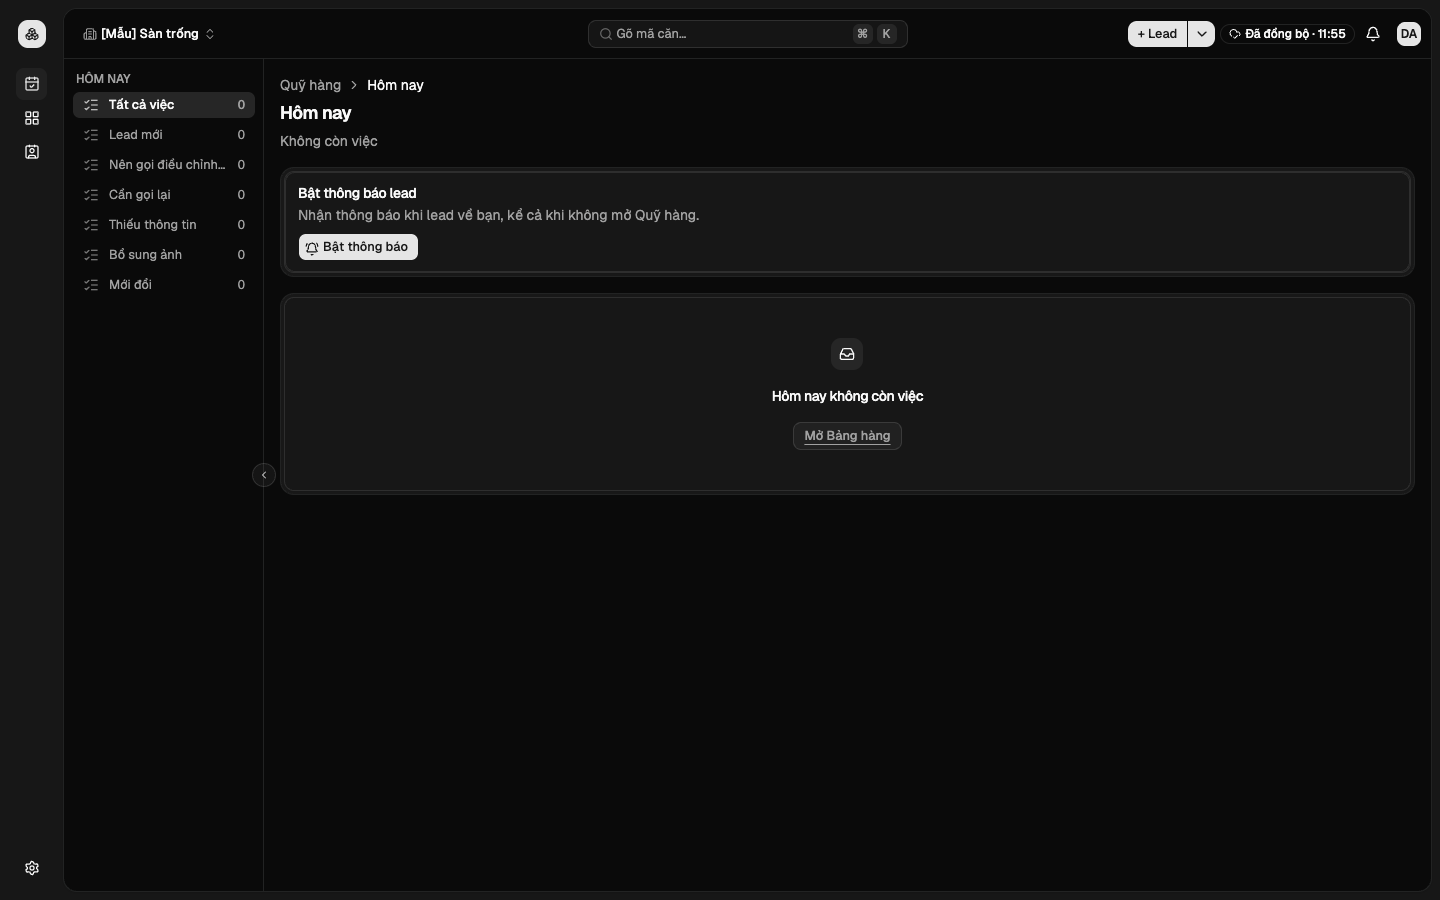 [Mẫu] Sàn trống
Gõ mã căn...
⌘ K
+ Lead
Đã đồng bộ · 11:55
DA
HÔM NAY
Tất cả việc 0
Lead mới 0
Nên gọi điều chỉnh... 0
Cần gọi lại 0
Thiếu thông tin 0
Bổ sung ảnh 0
Mới đổi 0
Quỹ hàng > Hôm nay
Hôm nay
Không còn việc
Bật thông báo lead
Nhận thông báo khi lead về bạn, kể cả khi không mở Quỹ hàng.
Bật thông báo
Hôm nay không còn việc
Mở Bảng hàng